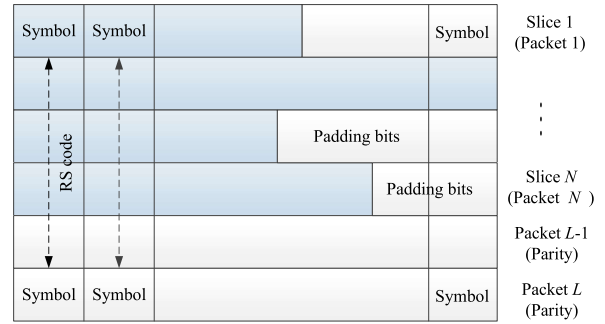 Symbol Symbol Symbol Slice 1
(Packet 1)
Padding bits
RS code
Padding bits Slice N
(Packet N )
Packet L-1
(Parity)
Symbol Symbol Symbol Packet L
(Parity)